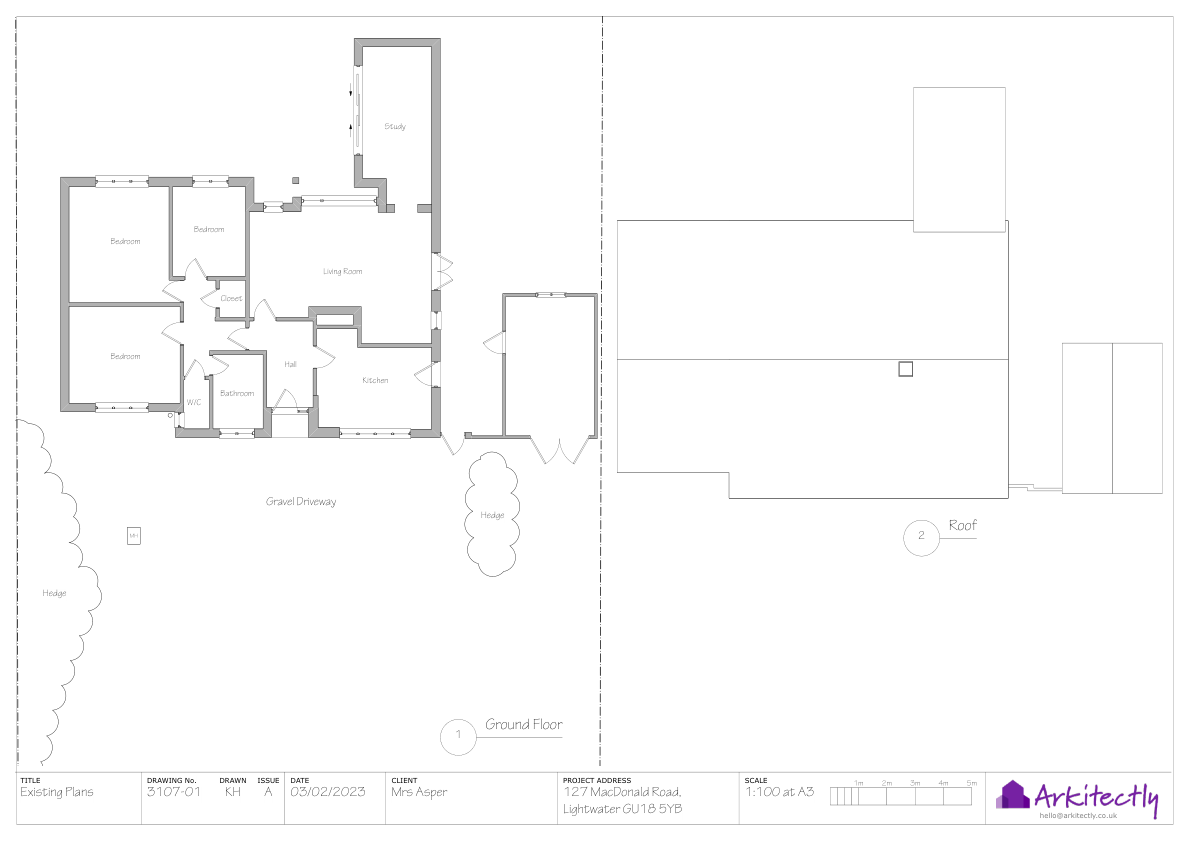 Study
Bedroom
Bedroom
Living Room
Closet
Bedroom
Hall
Kitchen
Bathroom
W/C
Gravel Driveway
Hedge
MH
Hedge
1 Ground Floor
2 Roof
TITLE
Existing Plans
DRAWING No. DRAWN ISSUE
3107-01 KH A
DATE
03/02/2023
CLIENT
Mrs Asper
PROJECT ADDRESS
127 MacDonald Road,
Lightwater GU18 5YB
SCALE
1:100 at A3
1m 2m 3m 4m 5m
Arkitectly
hello@arkitectly.co.uk